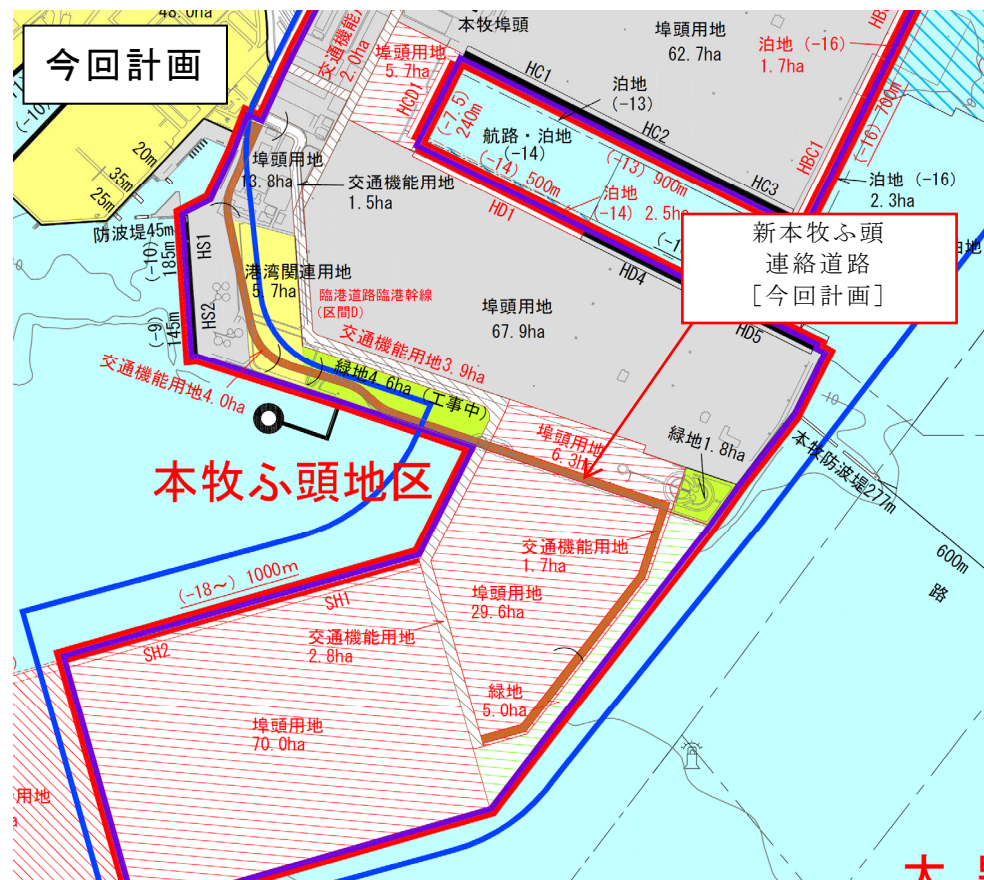 48.0ha
今回計画
交通機能
2.0ha
埠頭用地
5.7ha
本牧埠頭
埠頭用地
62.7ha
泊地 (-16)
1.7ha
HC1
泊地
(-13)
HCD1
(-7.5)
240m
航路・泊地
(-14)
HC2
(-13) 900m
HC3
HBC1
(-16) 700m
(-10)
20m
35m
25m
埠頭用地
13.8ha
交通機能用地
1.5ha
(-14) 500m
HD1
泊地
(-14) 2.5ha
泊地 (-16)
2.3ha
防波堤45m
(-10)
185m
HS1
港湾関連用地
5.7ha
HD4
新本牧ふ頭
連絡道路
[今回計画]
臨港道路臨港幹線
(区間D)
埠頭用地
67.9ha
HD5
(-9)
145m
HS2
交通機能用地4.0ha
交通機能用地3.9ha
緑地4.6ha (工事中)
10
埠頭用地
6.3ha
緑地1.8ha
本牧防波堤277m
本牧ふ頭地区
600m
路
交通機能用地
1.7ha
(-18～) 1000m
SH1
SH2
埠頭用地
29.6ha
交通機能用地
2.8ha
緑地
5.0ha
埠頭用地
70.0ha
用地